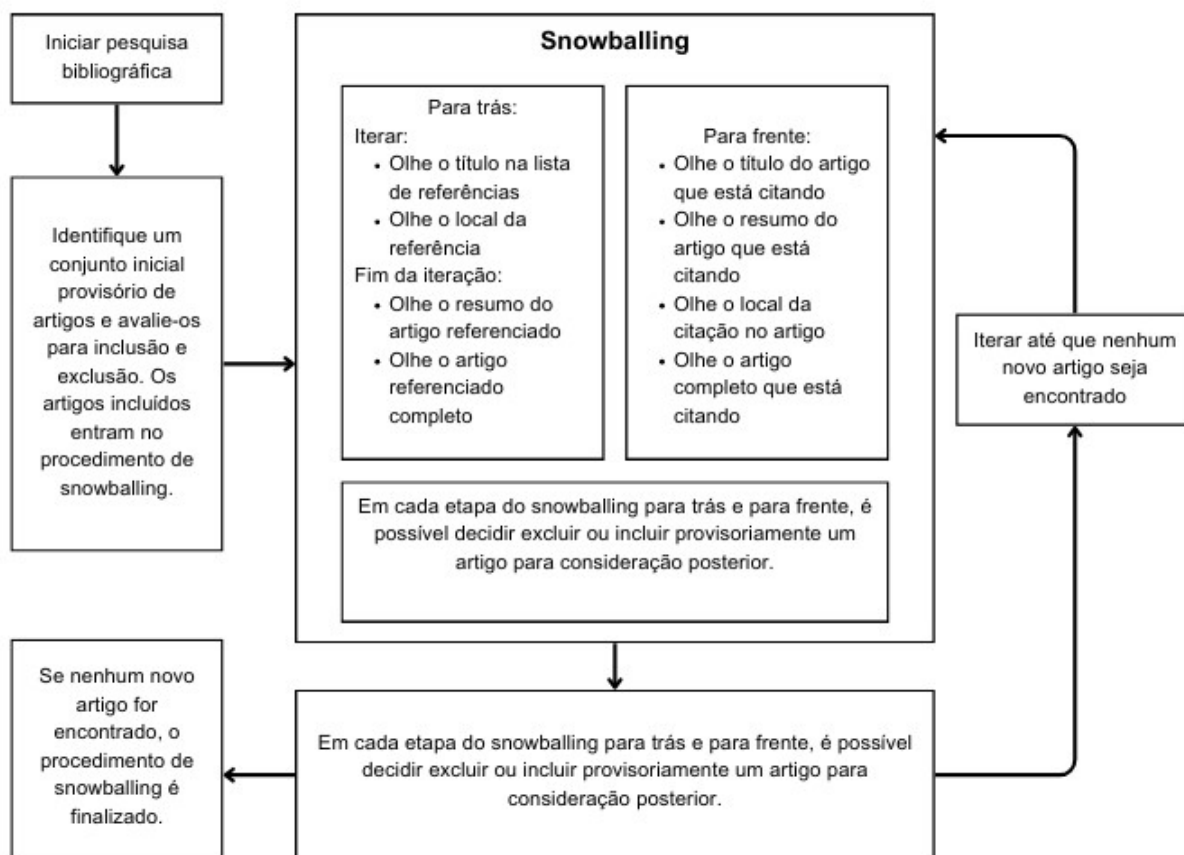 Iniciar pesquisa
bibliográfica
Identifique um
conjunto inicial
provisório de
artigos e avalie-os
para inclusão e
exclusão. Os
artigos incluídos
entram no
procedimento de
snowballing.
Snowballing
Para trás:
Iterar:
• Olhe o título na lista
de referências
• Olhe o local da
referência
Fim da iteração:
• Olhe o resumo do
artigo referenciado
• Olhe o artigo
referenciado
completo
Para frente:
• Olhe o título do artigo
que está citando
• Olhe o resumo do
artigo que está
citando
• Olhe o local da
citação no artigo
• Olhe o artigo
completo que está
citando
Em cada etapa do snowballing para trás e para frente, é
possível decidir excluir ou incluir provisoriamente um
artigo para consideração posterior.
Iterar até que nenhum
novo artigo seja
encontrado
Em cada etapa do snowballing para trás e para frente, é possível
decidir excluir ou incluir provisoriamente um artigo para
consideração posterior.
Se nenhum novo
artigo for
encontrado, o
procedimento de
snowballing é
finalizado.